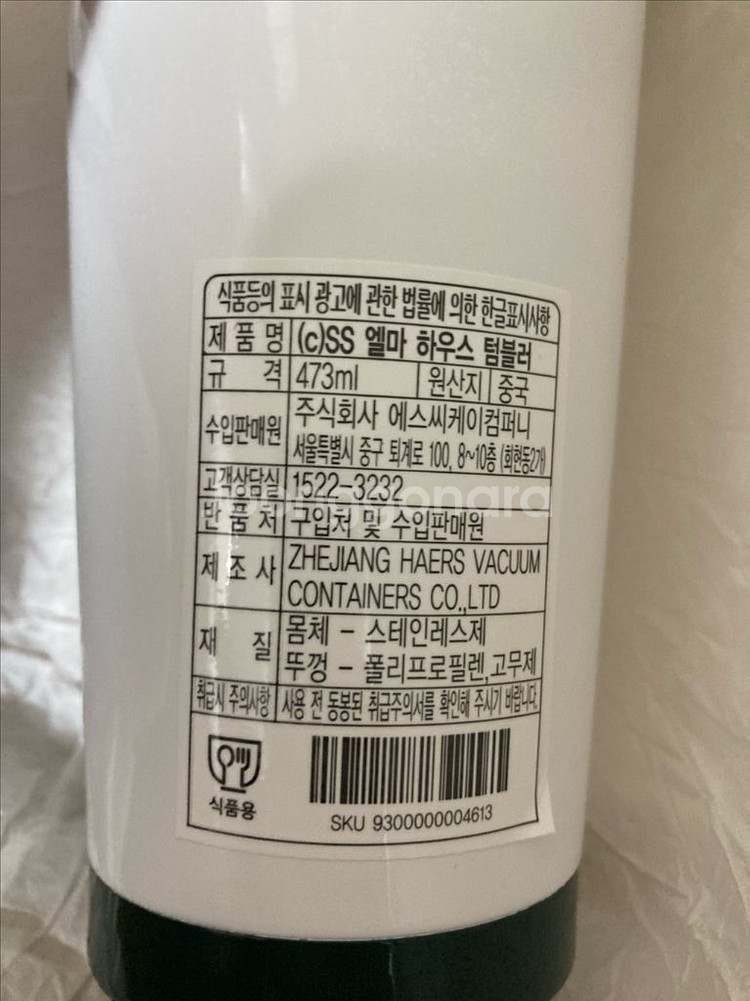 식품등의 표시 광고에 관한 법률에 의한 한글표시사항
제 품 명 (c)SS 엘마 하우스 텀블러
규 격 473ml 원산지 중국
수입판매원 주식회사 에스씨케이컴퍼니
서울특별시 중구 퇴계로 100, 8~10층 (회현동2가)
고객상담실 1522-3232
반 품 처 구입처 및 수입판매원
제 조 사 ZHEJIANG HAERS VACUUM
CONTAINERS CO.,LTD
재 질 몸체 - 스테인레스제
뚜껑 - 폴리프로필렌,고무제
취급시 주의사항 사용 전 동봉된 취급주의서를 확인해 주시기 바랍니다.
식품용
SKU 9300000004613
joonggonara